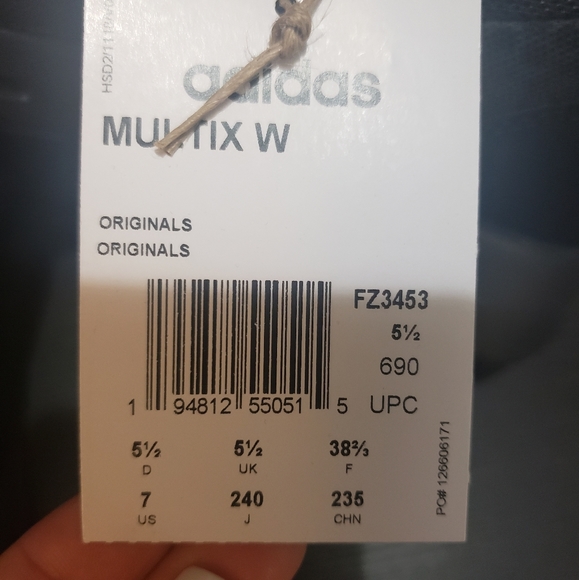 adidas
MULTIX W
ORIGINALS
ORIGINALS
FZ3453
5½
690
1 94812 55051 5 UPC
5½ 5½ 38⅔
D UK F
7 240 235
US J CHN
PO# 126606171